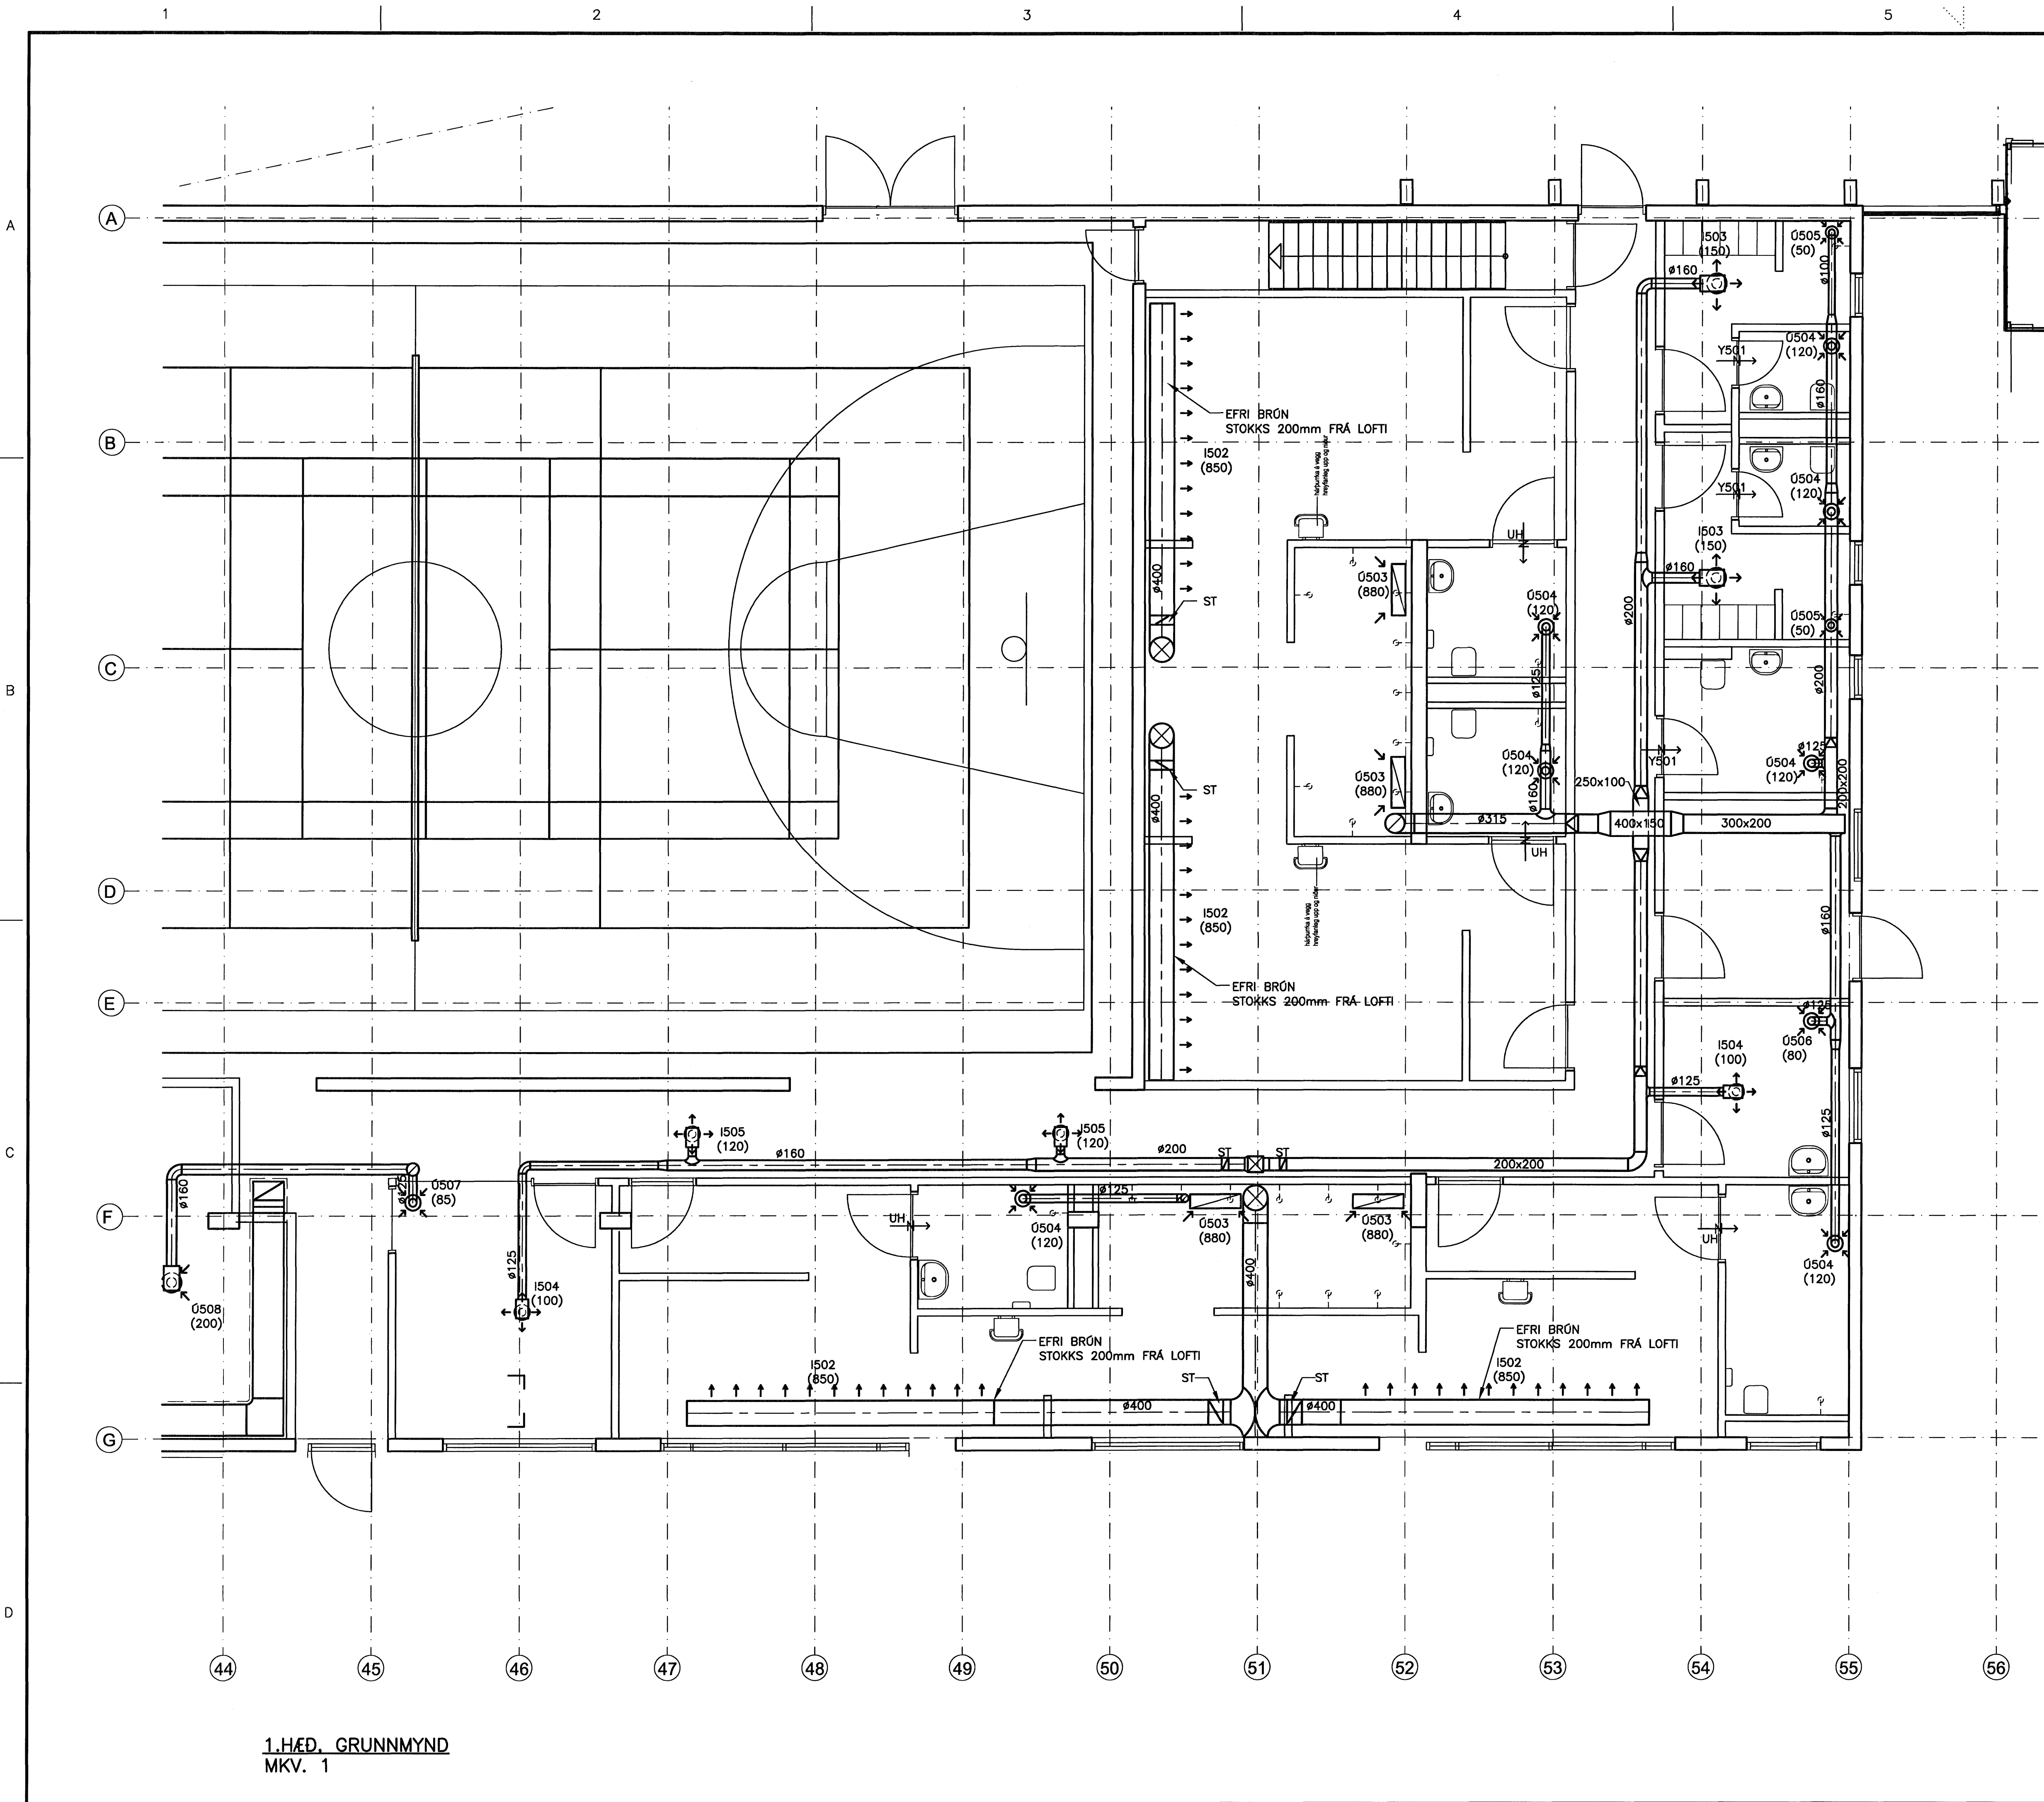 1 2 3 4 5
A
B
C
D
A
B
C
D
E
F
G
I503
(150)
ø160
Ú505
(50)
ø100
Ú504
(120)
Y501
ø160
EFRI BRÚN
STOKKS 200mm FRÁ LOFTI
I502
(850)
Ú504
(120)
Y501
I503
(150)
ø160
UH
ø400
ST
Ú503
(880)
Ú504
(120)
ø200
Ú505
(50)
ø125
ø200
ST
ø400
Ú503
(880)
Ú504
(120)
ø160
Y501
250x100
ø125
Ú504
(120)
200x200
ø315
400x150
300x200
UH
I502
(850)
EFRI BRÚN
STOKKS 200mm FRÁ LOFTI
ø160
ø125
Ú506
(80)
I504
(100)
ø125
ø125
I505
(120)
ø160
I505
(120)
ø200
ST
ST
200x200
ø160
ø125
Ú507
(85)
ø125
UH
Ú504
(120)
Ú503
(880)
Ú503
(880)
UH
Ú504
(120)
Ú508
(200)
ø125
I504
(100)
ø400
EFRI BRÚN
STOKKS 200mm FRÁ LOFTI
EFRI BRÚN
STOKKS 200mm FRÁ LOFTI
I502
(850)
I502
(850)
ST
ST
ø400
ø400
44 45 46 47 48 49 50 51 52 53 54 55 56
1.HÆÐ, GRUNNMYND
MKV. 1